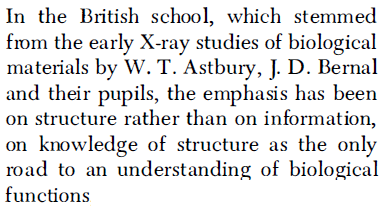 In the British school, which stemmed
from the early X-ray studies of biological
materials by W. T. Astbury, J. D. Bernal
and their pupils, the emphasis has been
on structure rather than on information,
on knowledge of structure as the only
road to an understanding of biological
functions